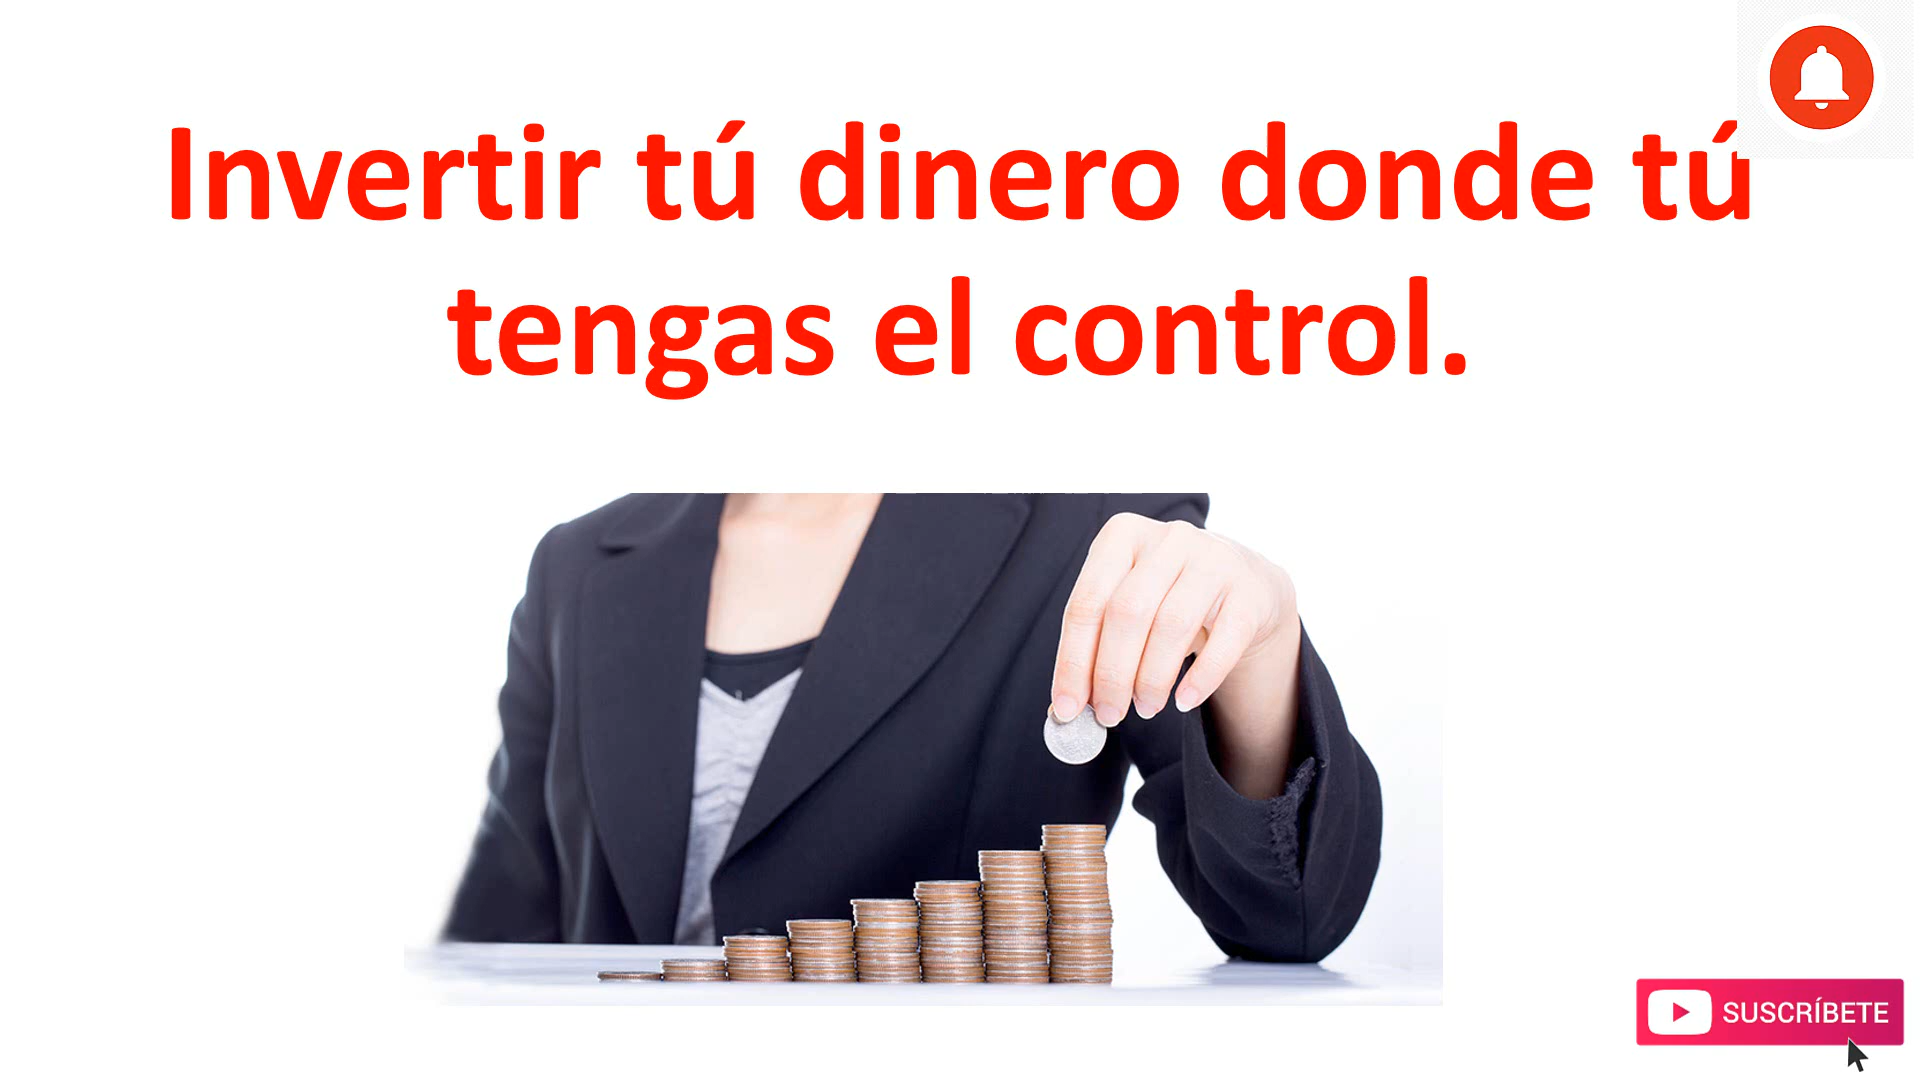 Invertir tú dinero donde tú
tengas el control.
SUSCRÍBETE